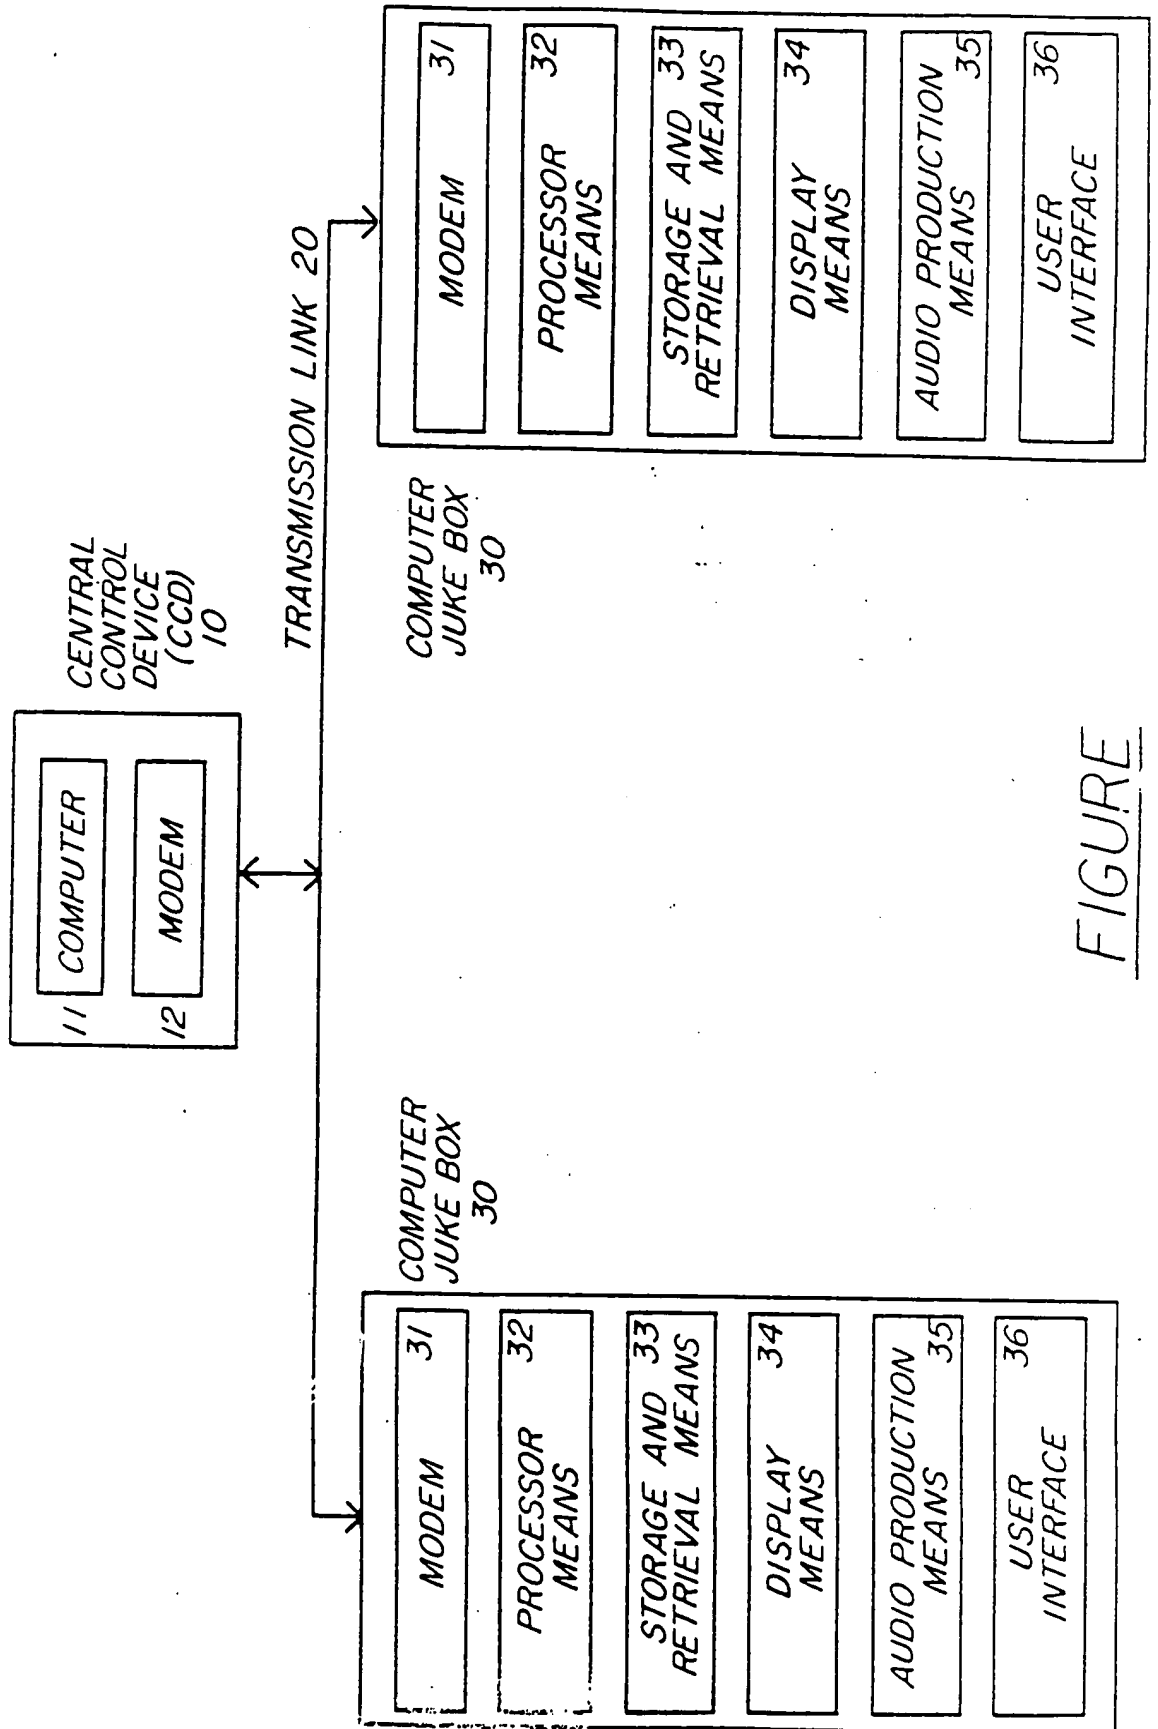 CENTRAL
CONTROL
DEVICE
(CCD)
10
11
COMPUTER
12
MODEM
TRANSMISSION LINK 20
COMPUTER
JUKE BOX
30
MODEM
31
PROCESSOR
MEANS
32
STORAGE AND
RETRIEVAL MEANS
33
DISPLAY
MEANS
34
AUDIO PRODUCTION
MEANS
35
USER
INTERFACE
36
COMPUTER
JUKE BOX
30
MODEM
31
PROCESSOR
MEANS
32
STORAGE AND
RETRIEVAL MEANS
33
DISPLAY
MEANS
34
AUDIO PRODUCTION
MEANS
35
USER
INTERFACE
36
FIGURE